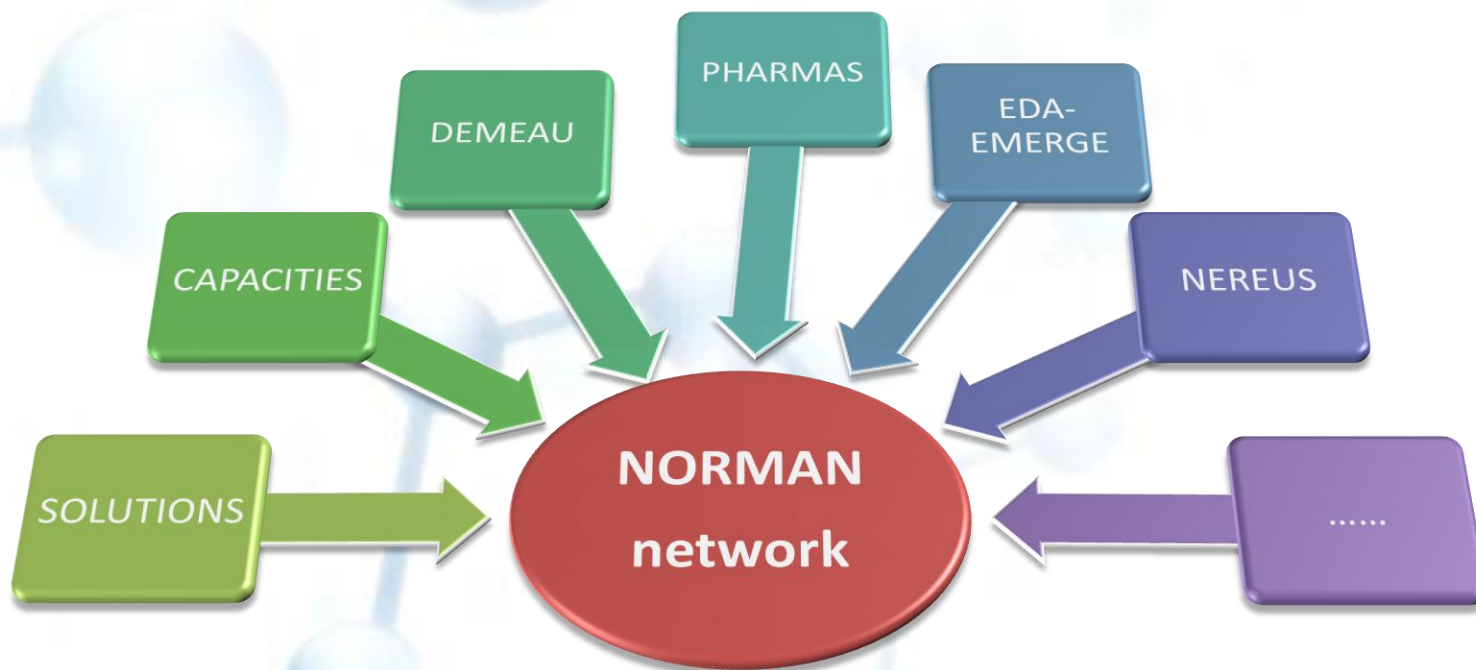 PHARMAS
DEMEAU
EDA-
EMERGE
CAPACITIES
NEREUS
SOLUTIONS
NORMAN
network
......